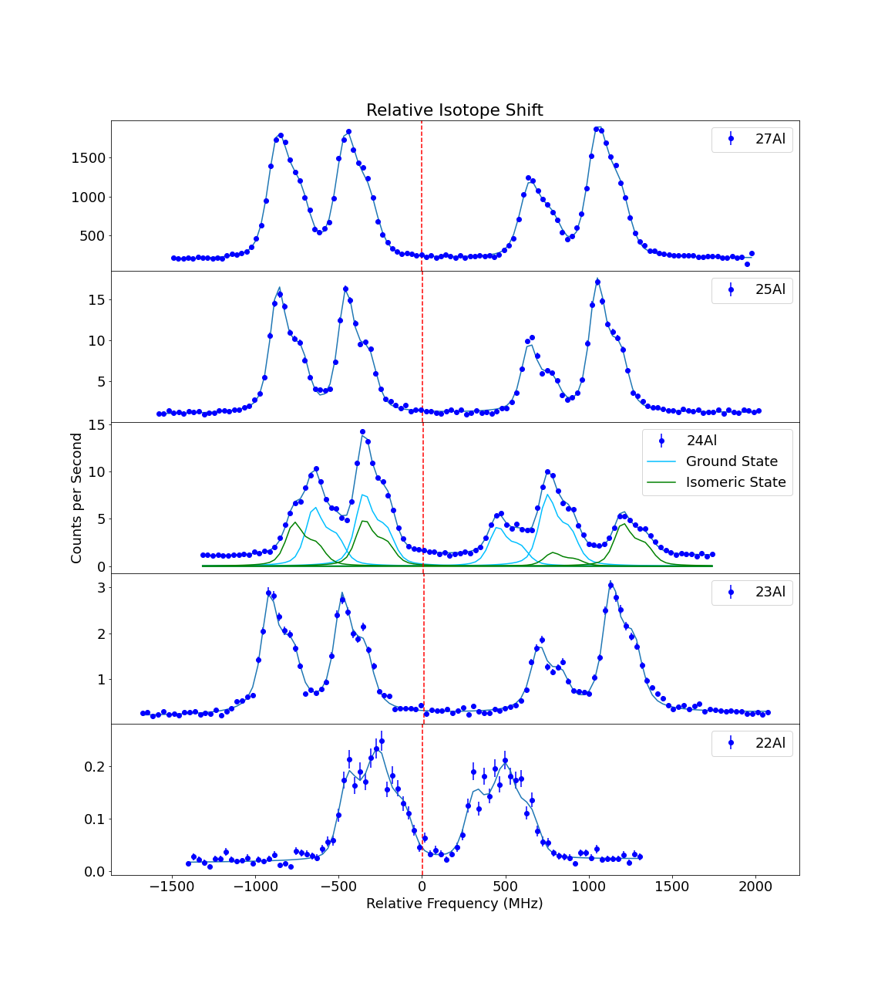 Relative Isotope Shift
27Al
1500
1000
500
25Al
15
10
5
Counts per Second
15
10
5
0
24Al
Ground State
Isomeric State
23Al
3
2
1
22Al
0.2
0.1
0.0
−1500 −1000 −500 0 500 1000 1500 2000
Relative Frequency (MHz)